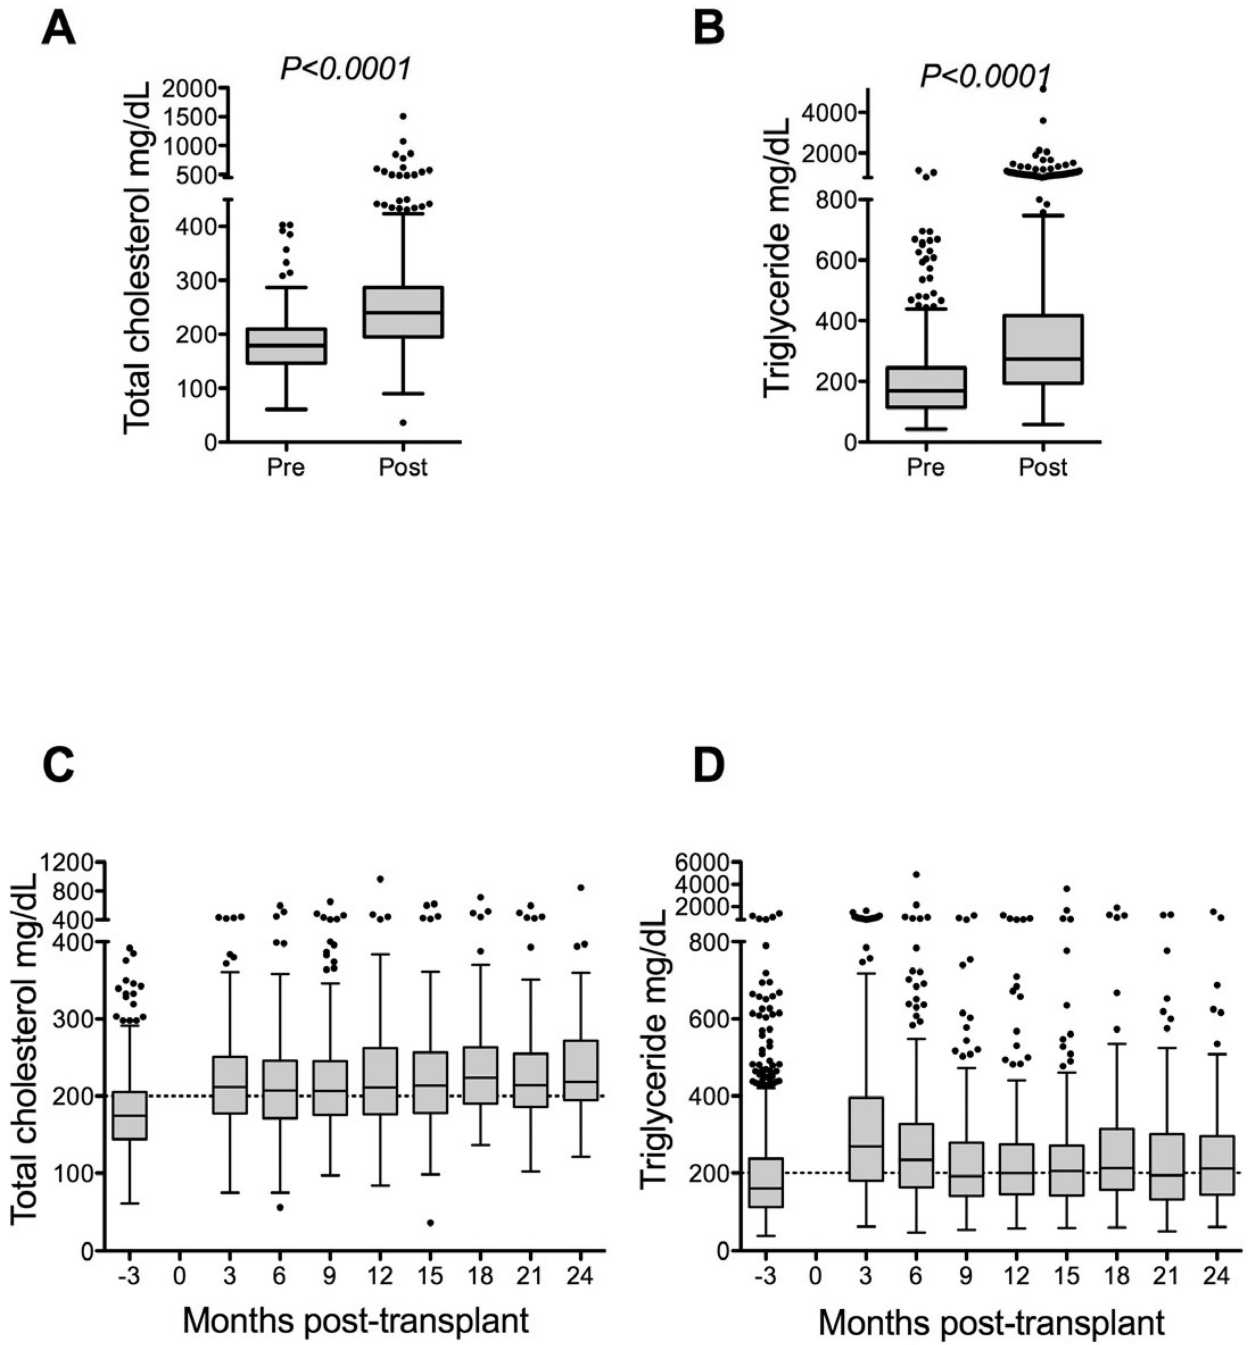 A
P<0.0001
Total cholesterol mg/dL
2000
1500
1000
500
400
300
200
100
0
Pre Post
B
P<0.0001
Triglyceride mg/dL
4000
2000
800
600
400
200
0
Pre Post
C
Total cholesterol mg/dL
1200
800
400
400
300
200
100
0
-3 0 3 6 9 12 15 18 21 24
Months post-transplant
D
Triglyceride mg/dL
6000
4000
2000
800
600
400
200
0
-3 0 3 6 9 12 15 18 21 24
Months post-transplant